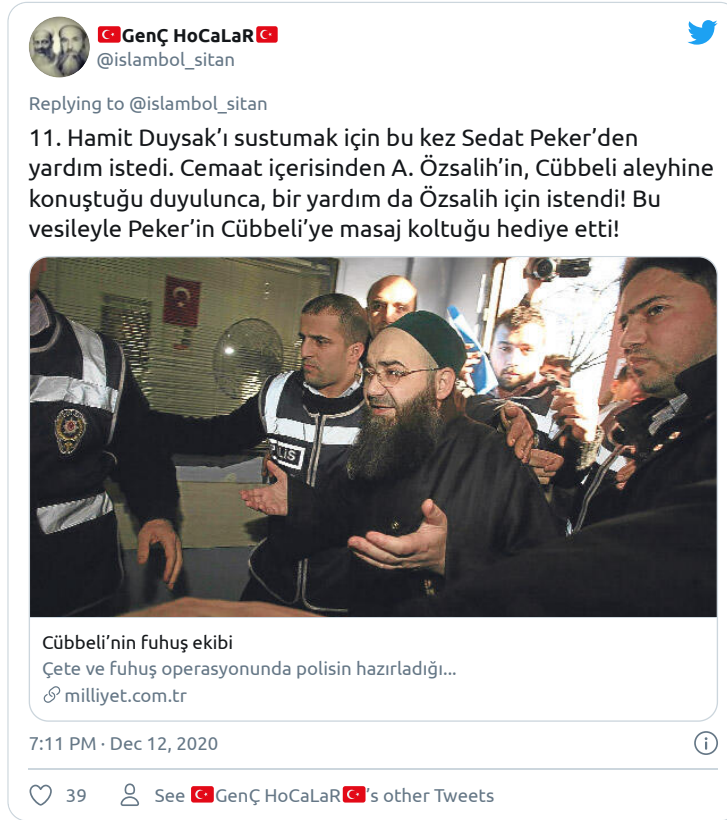 🇹🇷GenÇ HoCaLaR🇹🇷
@islambol_sitan
Replying to @islambol_sitan
11. Hamit Duysak’ı sustumak için bu kez Sedat Peker’den
yardım istedi. Cemaat içerisinden A. Özsalih’in, Cübbeli aleyhine
konuştuğu duyulunca, bir yardım da Özsalih için istendi! Bu
vesileyle Peker’in Cübbeli’ye masaj koltuğu hediye etti!
POLİS
Cübbeli’nin fuhuş ekibi
Çete ve fuhuş operasyonunda polisin hazırladığı...
milliyet.com.tr
7:11 PM · Dec 12, 2020
39
See 🇹🇷GenÇ HoCaLaR🇹🇷’s other Tweets